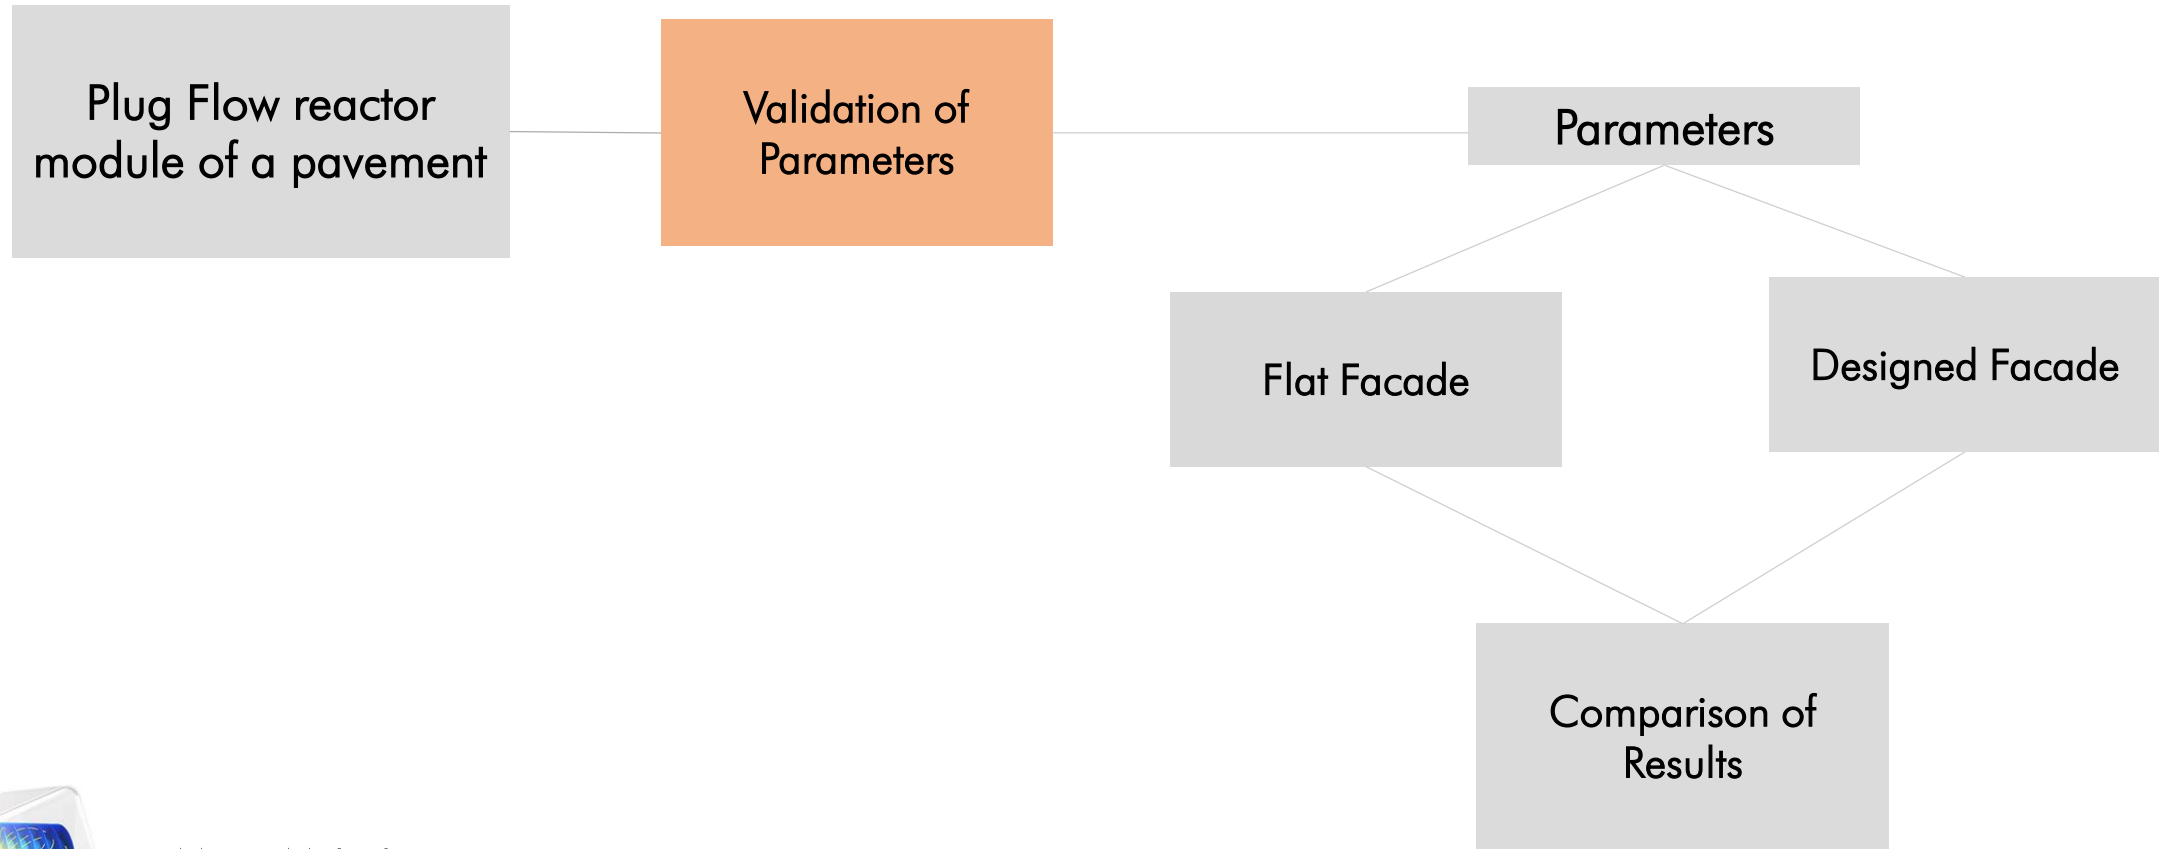 Plug Flow reactor
module of a pavement
Validation of
Parameters
Parameters
Flat Facade
Designed Facade
Comparison of
Results